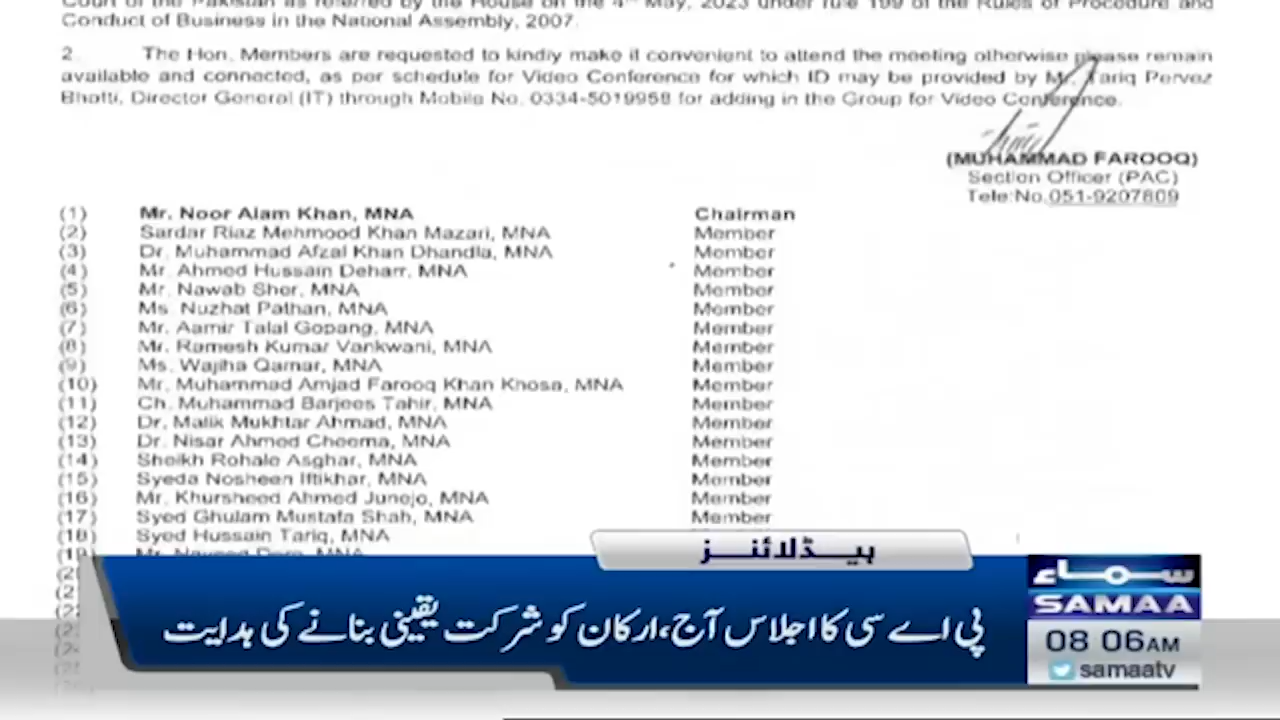 Court of the Pakistan as referred by the House on the 4th May, 2023 under rule 199 of the Rules of Procedure and
Conduct of Business in the National Assembly, 2007.
2. The Hon. Members are requested to kindly make it convenient to attend the meeting otherwise please remain
available and connected, as per schedule for Video Conference for which ID may be provided by Mr. Tariq Pervez
Bhatti, Director General (IT) through Mobile No. 0334-5019958 for adding in the Group for Video Conference.
(MUHAMMAD FAROOQ)
Section Officer (PAC)
Tele:No.051-9207809
(1) Mr. Noor Alam Khan, MNA Chairman
(2) Sardar Riaz Mehmood Khan Mazari, MNA Member
(3) Dr. Muhammad Afzal Khan Dhandla, MNA Member
(4) Mr. Ahmed Hussain Deharr, MNA Member
(5) Mr. Nawab Sher, MNA Member
(6) Ms. Nuzhat Pathan, MNA Member
(7) Mr. Aamir Talal Gopang, MNA Member
(8) Mr. Ramesh Kumar Vankwani, MNA Member
(9) Ms. Wajiha Qamar, MNA Member
(10) Mr. Muhammad Amjad Farooq Khan Khosa, MNA Member
(11) Ch. Muhammad Barjees Tahir, MNA Member
(12) Dr. Malik Mukhtar Ahmad, MNA Member
(13) Dr. Nisar Ahmed Cheema, MNA Member
(14) Sheikh Rohale Asghar, MNA Member
(15) Syeda Nosheen Iftikhar, MNA Member
(16) Mr. Khursheed Ahmed Junejo, MNA Member
(17) Syed Ghulam Mustafa Shah, MNA Member
(18) Syed Hussain Tariq, MNA
ہیڈلائنز
پی اے سی کا اجلاس آج، ارکان کو شرکت یقینی بنانے کی ہدایت
سماء
SAMAA
08 06AM
samaatv